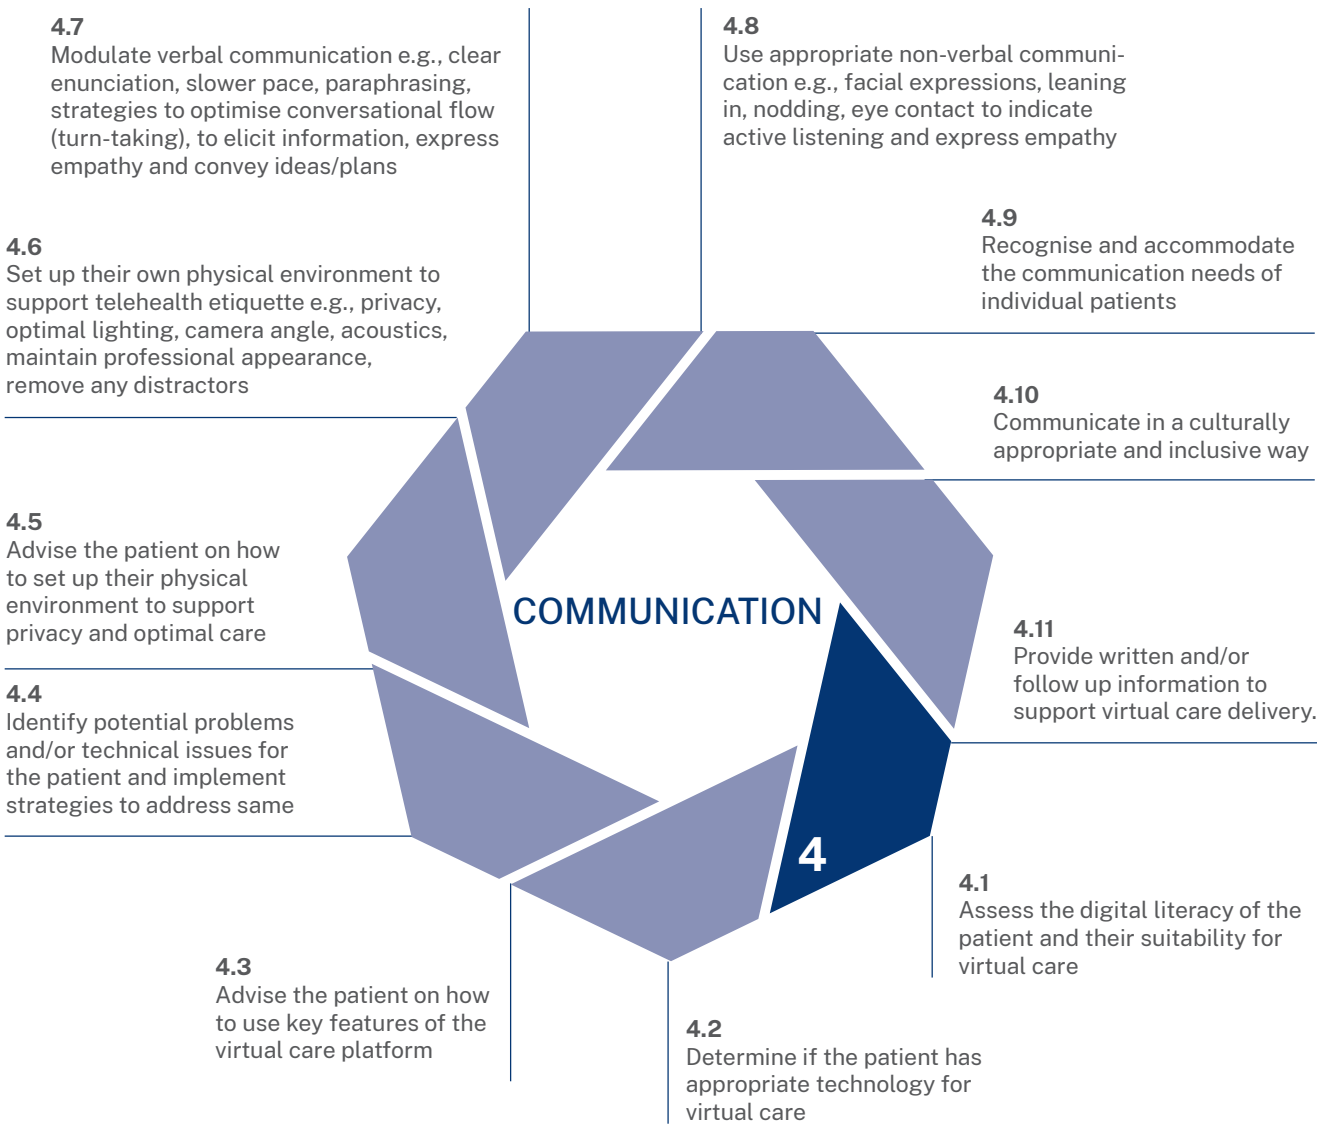 4.7
Modulate verbal communication e.g., clear
enunciation, slower pace, paraphrasing,
strategies to optimise conversational flow
(turn-taking), to elicit information, express
empathy and convey ideas/plans
4.8
Use appropriate non-verbal communi-
cation e.g., facial expressions, leaning
in, nodding, eye contact to indicate
active listening and express empathy
4.9
Recognise and accommodate
the communication needs of
individual patients
4.6
Set up their own physical environment to
support telehealth etiquette e.g., privacy,
optimal lighting, camera angle, acoustics,
maintain professional appearance,
remove any distractors
4.10
Communicate in a culturally
appropriate and inclusive way
4.5
Advise the patient on how
to set up their physical
environment to support
privacy and optimal care
COMMUNICATION
4.11
Provide written and/or
follow up information to
support virtual care delivery.
4.4
Identify potential problems
and/or technical issues for
the patient and implement
strategies to address same
4
4.1
Assess the digital literacy of the
patient and their suitability for
virtual care
4.3
Advise the patient on how
to use key features of the
virtual care platform
4.2
Determine if the patient has
appropriate technology for
virtual care